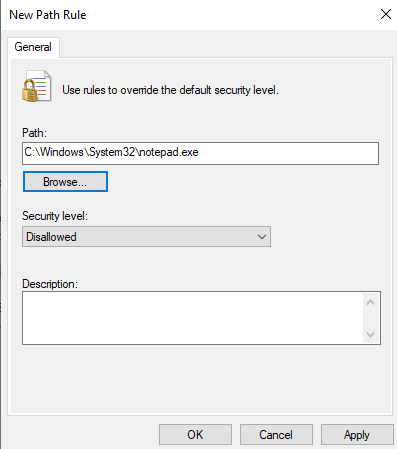 New Path Rule
General
Use rules to override the default security level.
Path:
C:\Windows\System32\notepad.exe
Browse...
Security level:
Disallowed
Description:
OK
Cancel
Apply